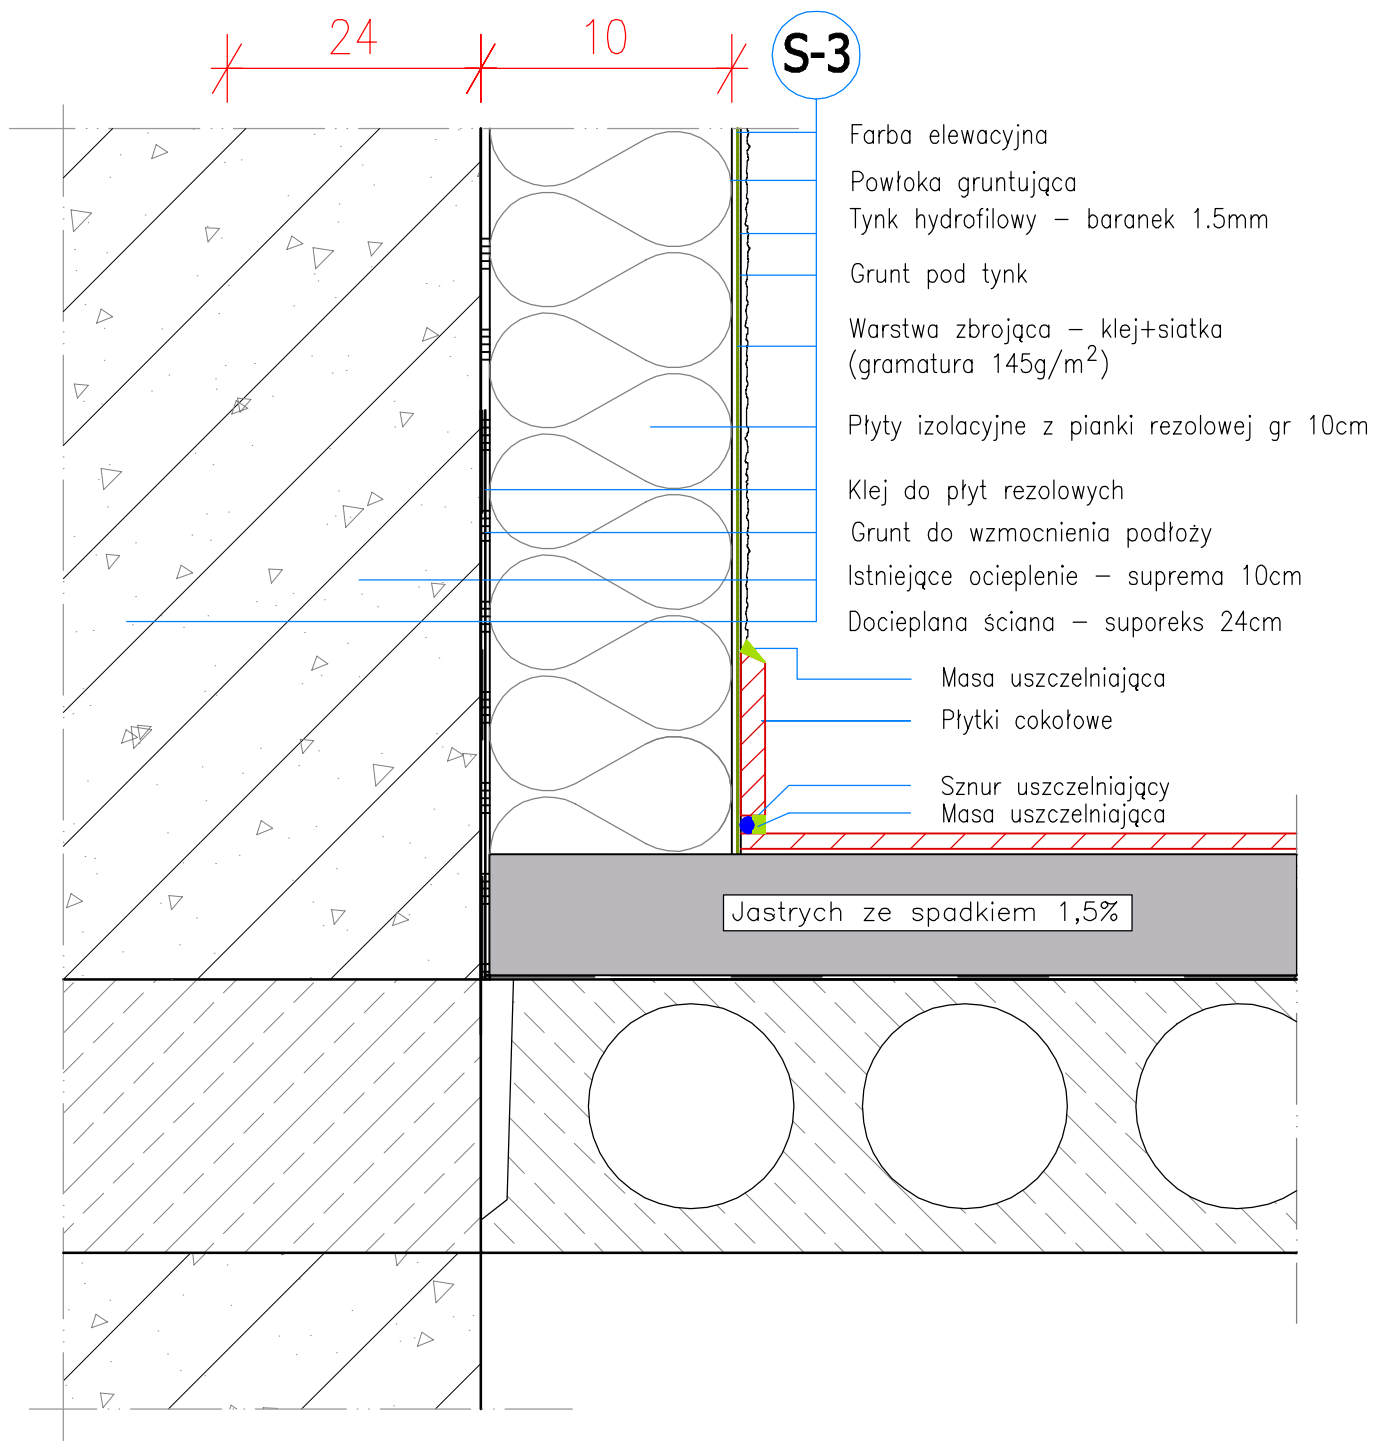 24
10
S-3
Farba elewacyjna
Powłoka gruntująca
Tynk hydrofilowy – baranek 1.5mm
Grunt pod tynk
Warstwa zbrojąca – klej+siatka
(gramatura 145g/m²)
Płyty izolacyjne z pianki rezolowej gr 10cm
Klej do płyt rezolowych
Grunt do wzmocnienia podłoży
Istniejące ocieplenie – suprema 10cm
Docieplana ściana – suporeks 24cm
Masa uszczelniająca
Płytki cokołowe
Sznur uszczelniający
Masa uszczelniająca
Jastrych ze spadkiem 1,5%